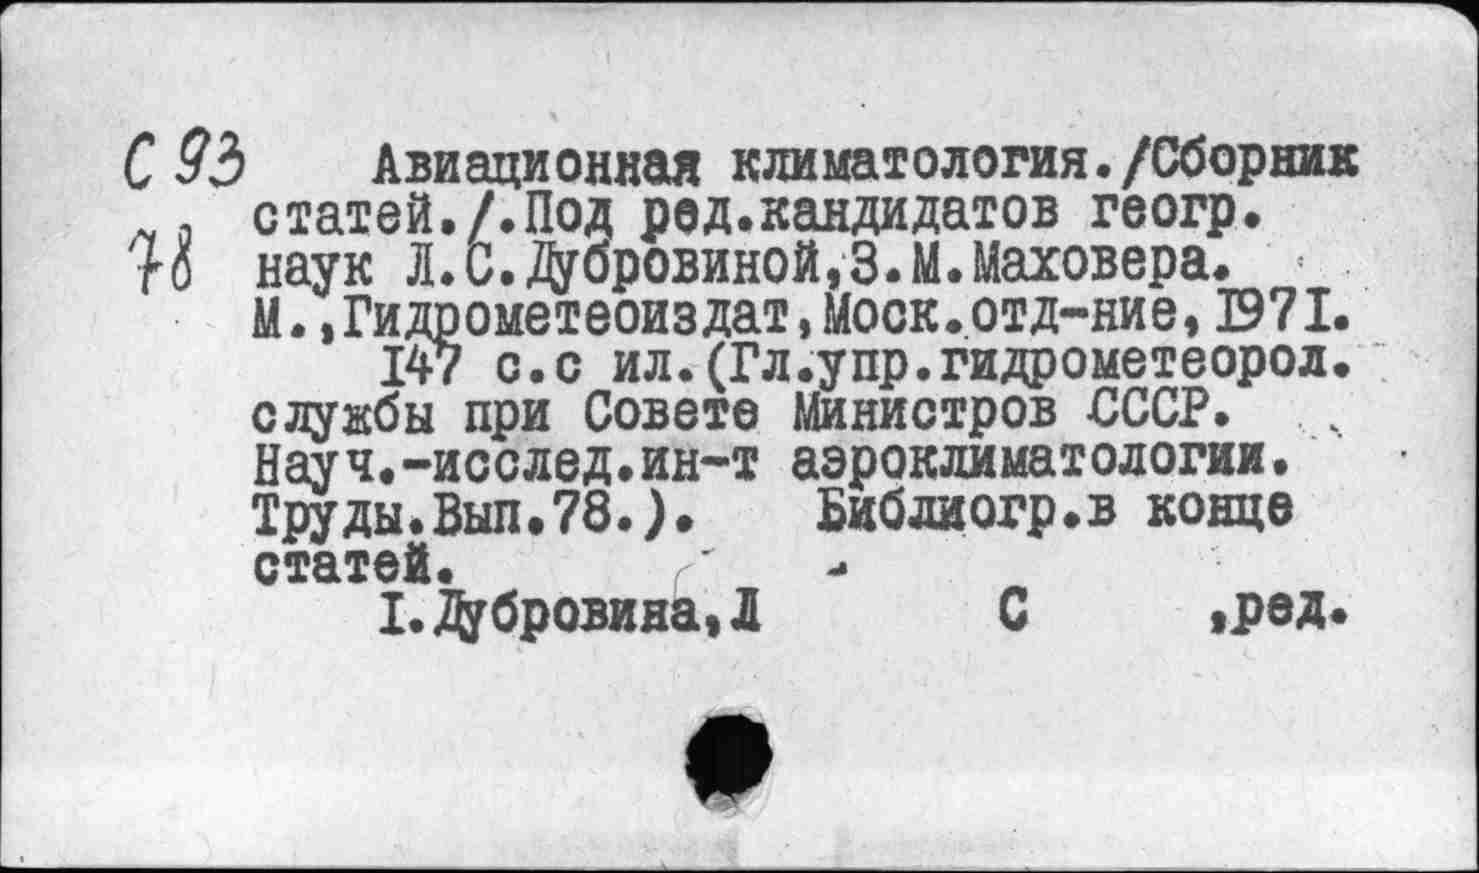 С 93 Авиационная климатология./Сборник
статей./.Под ред.кандидатов геогр.
78 наук Л.С.Дубровиной,З.М.Маховера.
М.,Гидрометеоиздат,Моск.отд-ние,1971.
147 с.с ил.(Гл.упр.гидрометеорол.
службы при Совете Министров СССР.
Науч.-исслед.ин-т аэроклиматологии.
Труды.Вып.78.). Библиогр.в конце
статей.
I.Дубровина,Л С ,ред.